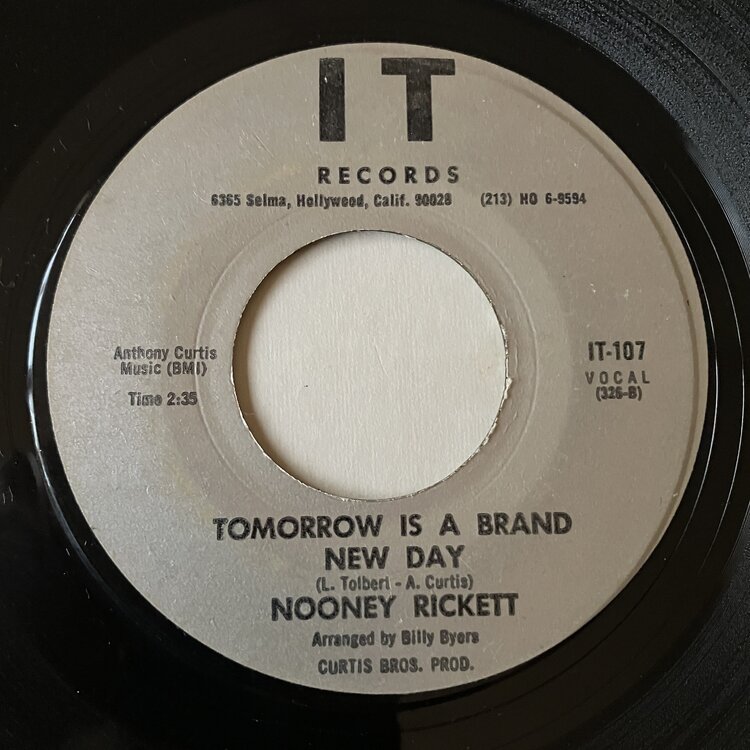 IT
RECORDS
6365 Selma, Hollywood, Calif. 90028 (213) HO 6-9594
Anthony Curtis
Music (BMI)
Time 2:35
IT-107
VOCAL
(326-B)
TOMORROW IS A BRAND
NEW DAY
(L. Tolbert - A. Curtis)
NOONEY RICKETT
Arranged by Billy Byers
CURTIS BROS. PROD.